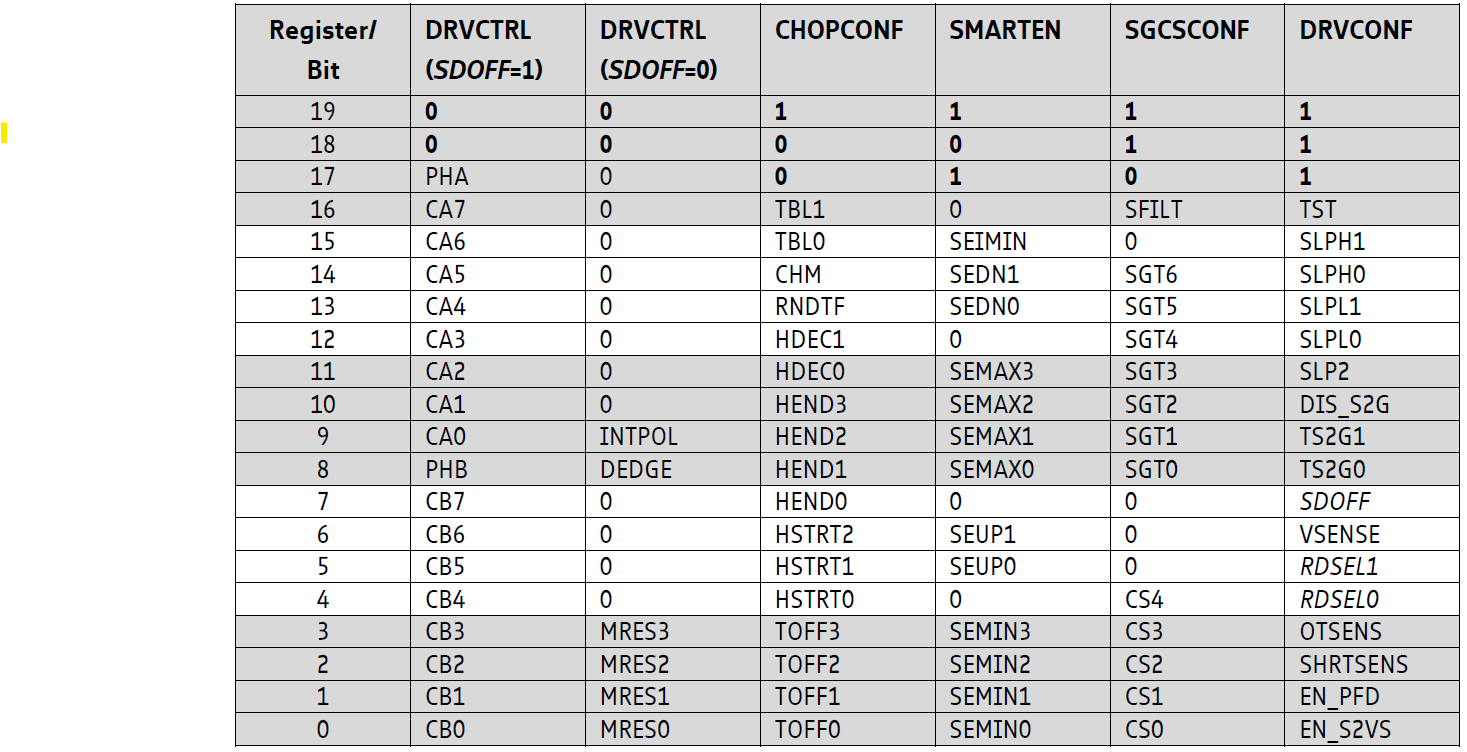 Register/ Bit DRVCTRL (SDOFF=1) DRVCTRL (SDOFF=0) CHOPCONF SMARTEN SGCSCONF DRVCONF
19 0 0 1 1 1 1
18 0 0 0 0 1 1
17 PHA 0 0 1 0 1
16 CA7 0 TBL1 0 SFILT TST
15 CA6 0 TBL0 SEIMIN 0 SLPH1
14 CA5 0 CHM SEDN1 SGT6 SLPH0
13 CA4 0 RNDTF SEDN0 SGT5 SLPL1
12 CA3 0 HDEC1 0 SGT4 SLPL0
11 CA2 0 HDEC0 SEMAX3 SGT3 SLP2
10 CA1 0 HEND3 SEMAX2 SGT2 DIS_S2G
9 CA0 INTPOL HEND2 SEMAX1 SGT1 TS2G1
8 PHB DEDGE HEND1 SEMAX0 SGT0 TS2G0
7 CB7 0 HEND0 0 0 SDOFF
6 CB6 0 HSTRT2 SEUP1 0 VSENSE
5 CB5 0 HSTRT1 SEUP0 0 RDSEL1
4 CB4 0 HSTRT0 0 CS4 RDSEL0
3 CB3 MRES3 TOFF3 SEMIN3 CS3 OTSENS
2 CB2 MRES2 TOFF2 SEMIN2 CS2 SHRTSENS
1 CB1 MRES1 TOFF1 SEMIN1 CS1 EN_PFD
0 CB0 MRES0 TOFF0 SEMIN0 CS0 EN_S2VS